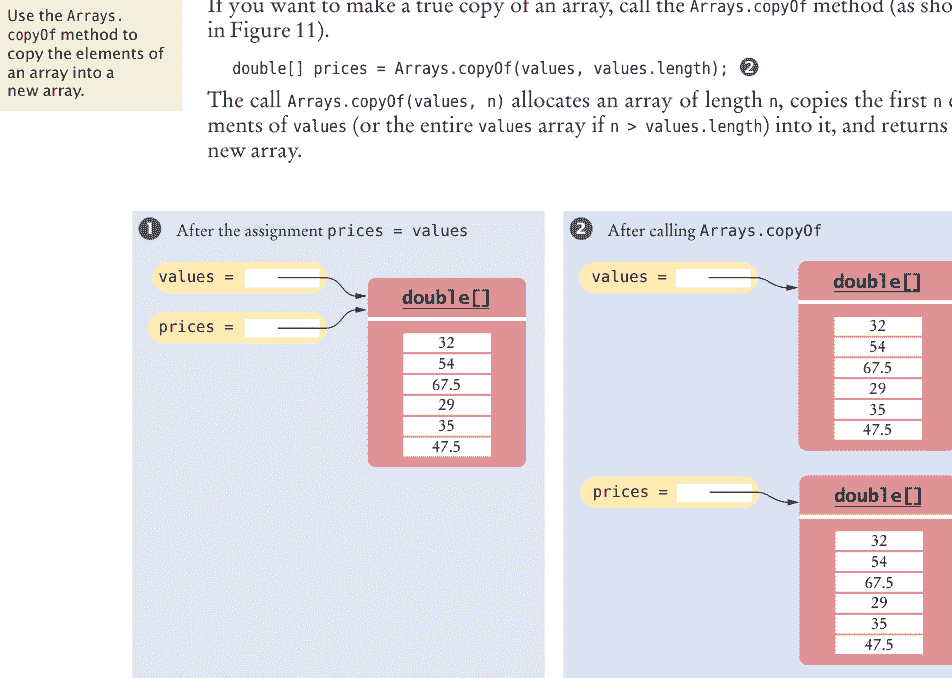 Use the Arrays.
copyOf method to
copy the elements of
an array into a
new array.
If you want to make a true copy of an array, call the Arrays.copyOf method (as sho
in Figure 11).
double[] prices = Arrays.copyOf(values, values.length); 2
The call Arrays.copyOf(values, n) allocates an array of length n, copies the first n
ments of values (or the entire values array if n > values.length) into it, and returns
new array.
1 After the assignment prices = values
values =
prices =
double[]
32
54
67.5
29
35
47.5
2 After calling Arrays.copyOf
values =
double[]
32
54
67.5
29
35
47.5
prices =
double[]
32
54
67.5
29
35
47.5